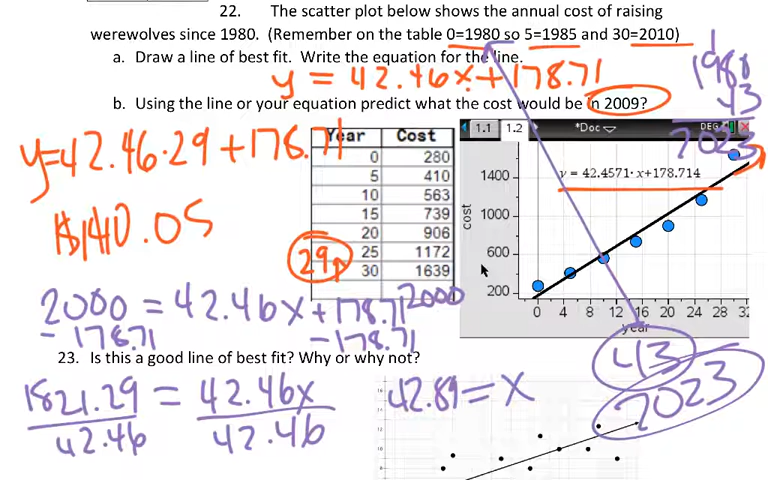 22. The scatter plot below shows the annual cost of raising
werewolves since 1980. (Remember on the table 0=1980 so 5=1985 and 30=2010)
a. Draw a line of best fit. Write the equation for the line.
y = 42.46x + 178.71
1980
43
2023
b. Using the line or your equation predict what the cost would be in 2009?
y=42.46·29+178.71
$1410.05
Year Cost
0 280
5 410
10 563
15 739
20 906
25 1172
30 1639
29
1.1 1.2 *Doc DEG
y = 42.4571·x+178.714
cost
1400
1000
600
200
0 4 8 12 16 20 24 28 32
year
2000 = 42.46x + 178.71 2000
- 178.71 - 178.71
43
2023
23. Is this a good line of best fit? Why or why not?
1821.29 = 42.46x
42.46 42.46
42.89 = x